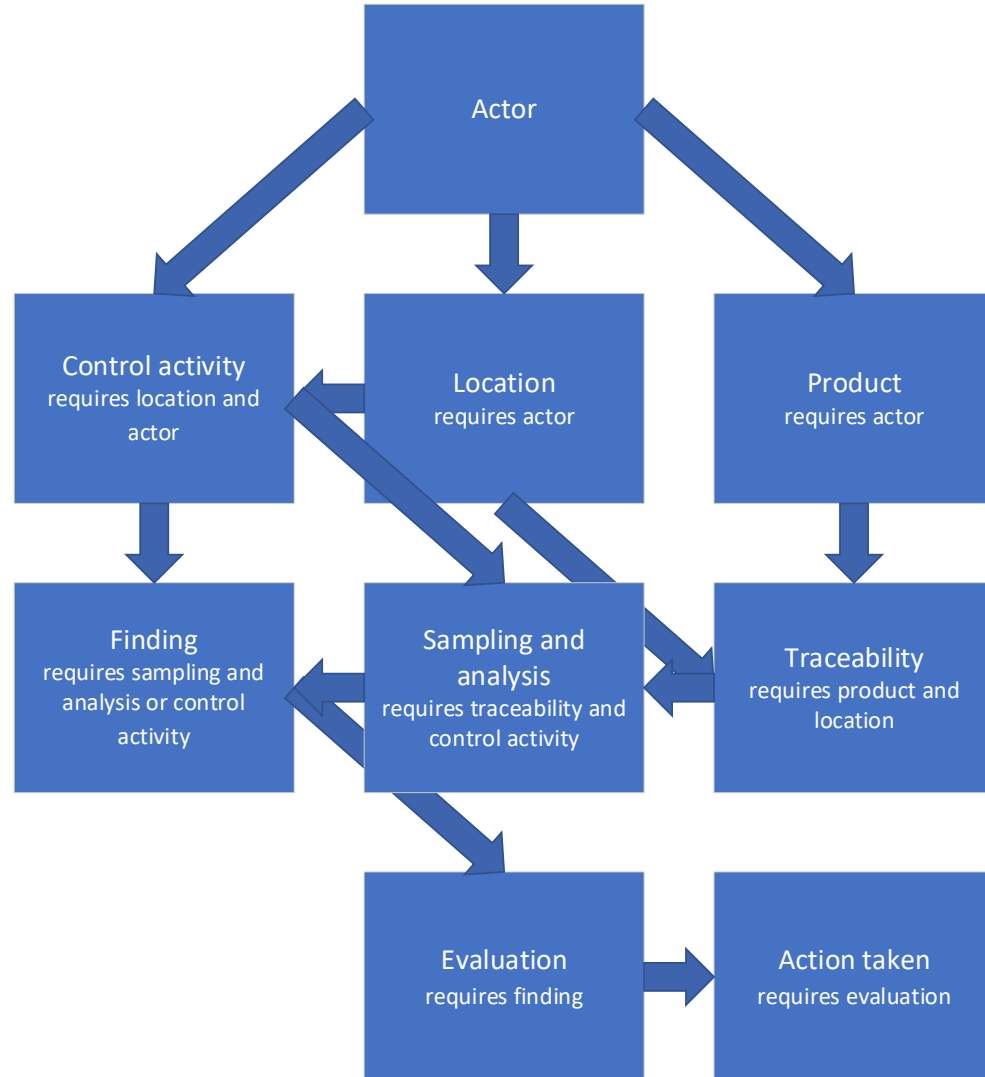 Actor
Control activity
requires location and
actor
Location
requires actor
Product
requires actor
Finding
requires sampling and
analysis or control
activity
Sampling and
analysis
requires traceability and
control activity
Traceability
requires product and
location
Evaluation
requires finding
Action taken
requires evaluation